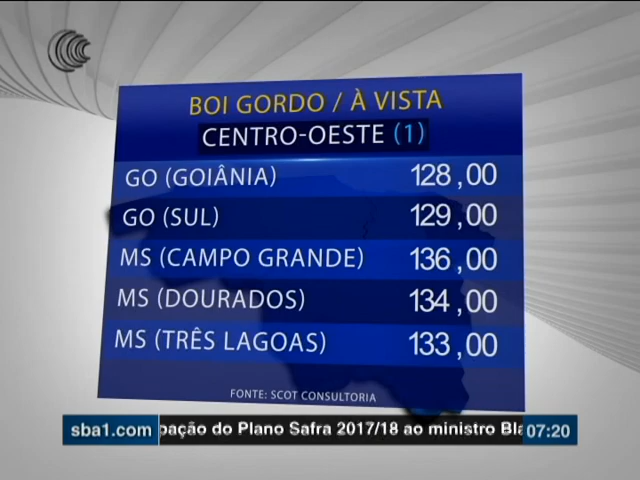 BOI GORDO / À VISTA
CENTRO-OESTE (1)
GO (GOIÂNIA) 128,00
GO (SUL) 129,00
MS (CAMPO GRANDE) 136,00
MS (DOURADOS) 134,00
MS (TRÊS LAGOAS) 133,00
FONTE: SCOT CONSULTORIA
sba1.com pação do Plano Safra 2017/18 ao ministro Bla 07:20